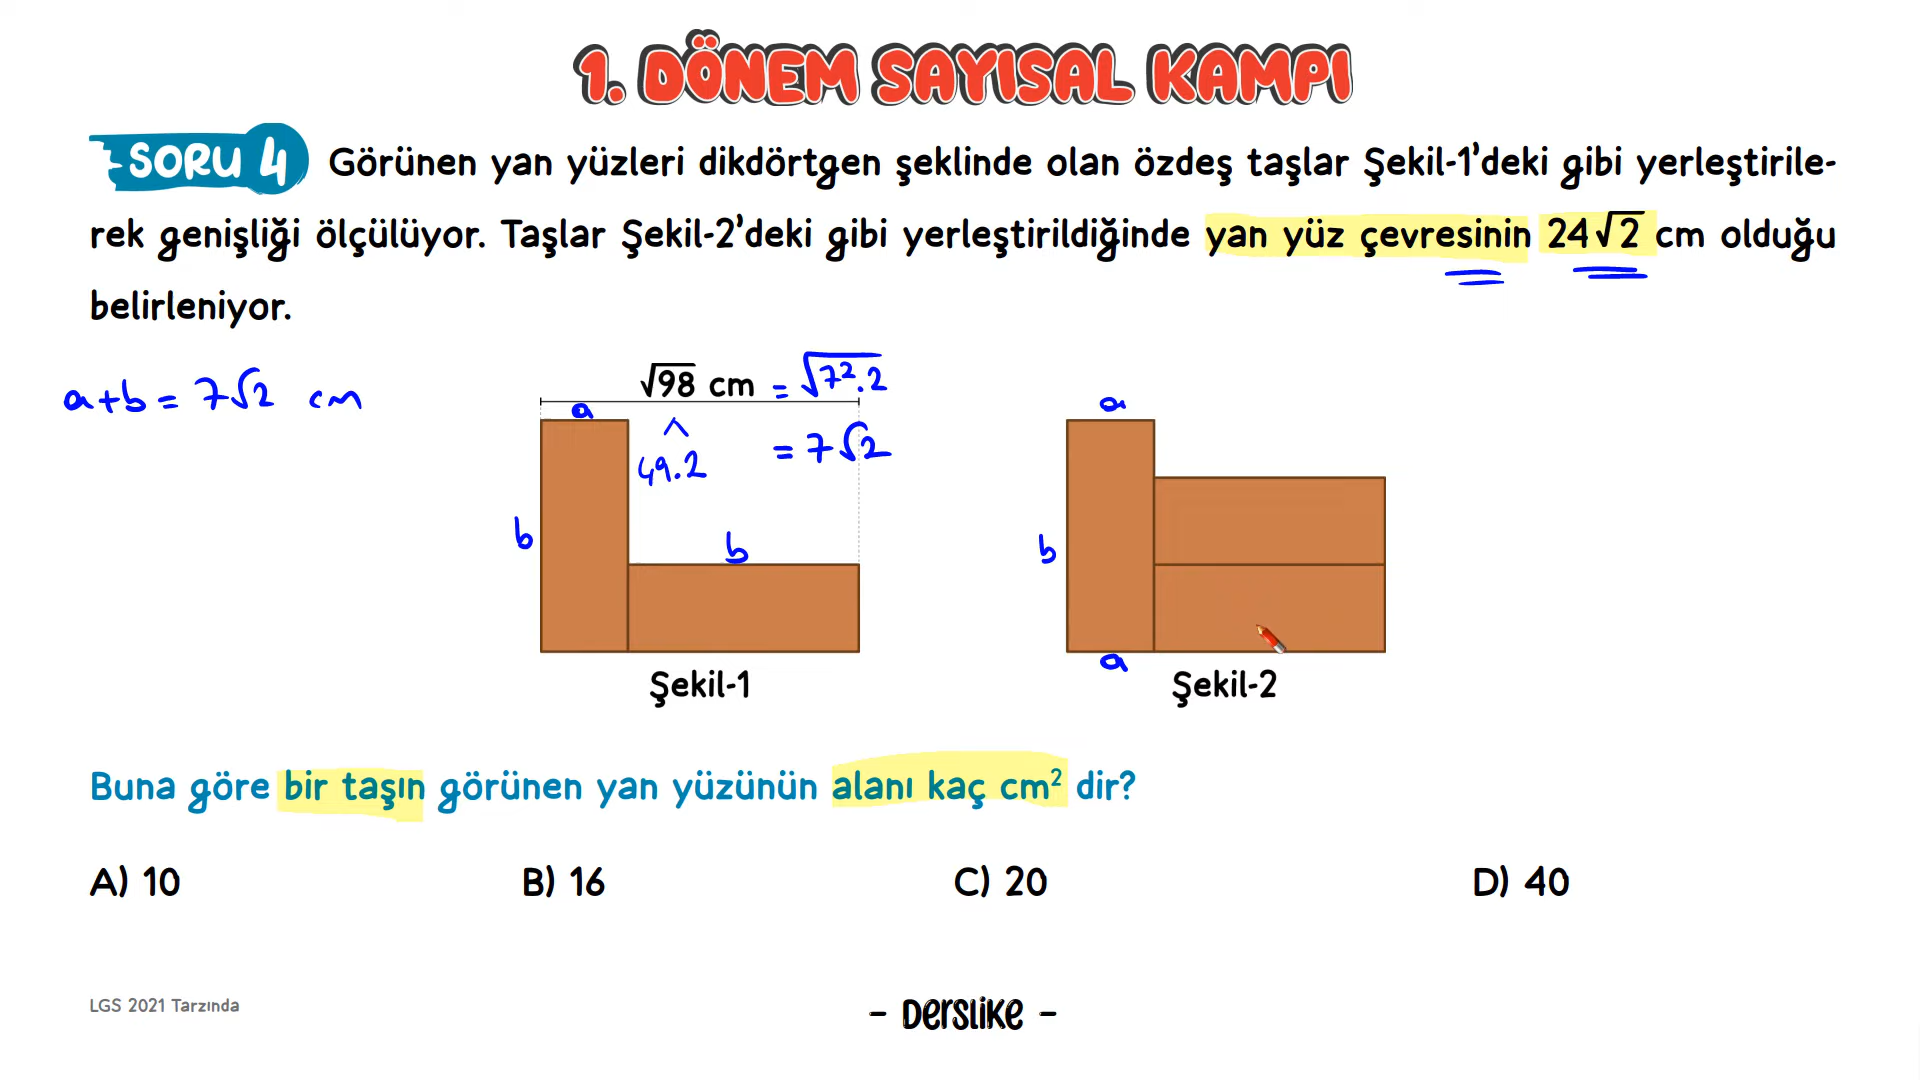 1. DÖNEM SAYISAL KAMPI
SORU 4 Görünen yan yüzleri dikdörtgen şeklinde olan özdeş taşlar Şekil-1'deki gibi yerleştirile-
rek genişliği ölçülüyor. Taşlar Şekil-2'deki gibi yerleştirildiğinde yan yüz çevresinin 24√2 cm olduğu
belirleniyor.
a+b = 7√2 cm
√98 cm = √7².2
49.2 = 7√2
a
b
b
Şekil-1
a
b
a
Şekil-2
Buna göre bir taşın görünen yan yüzünün alanı kaç cm² dir?
A) 10 B) 16 C) 20 D) 40
LGS 2021 Tarzında
- DERSLİKE -